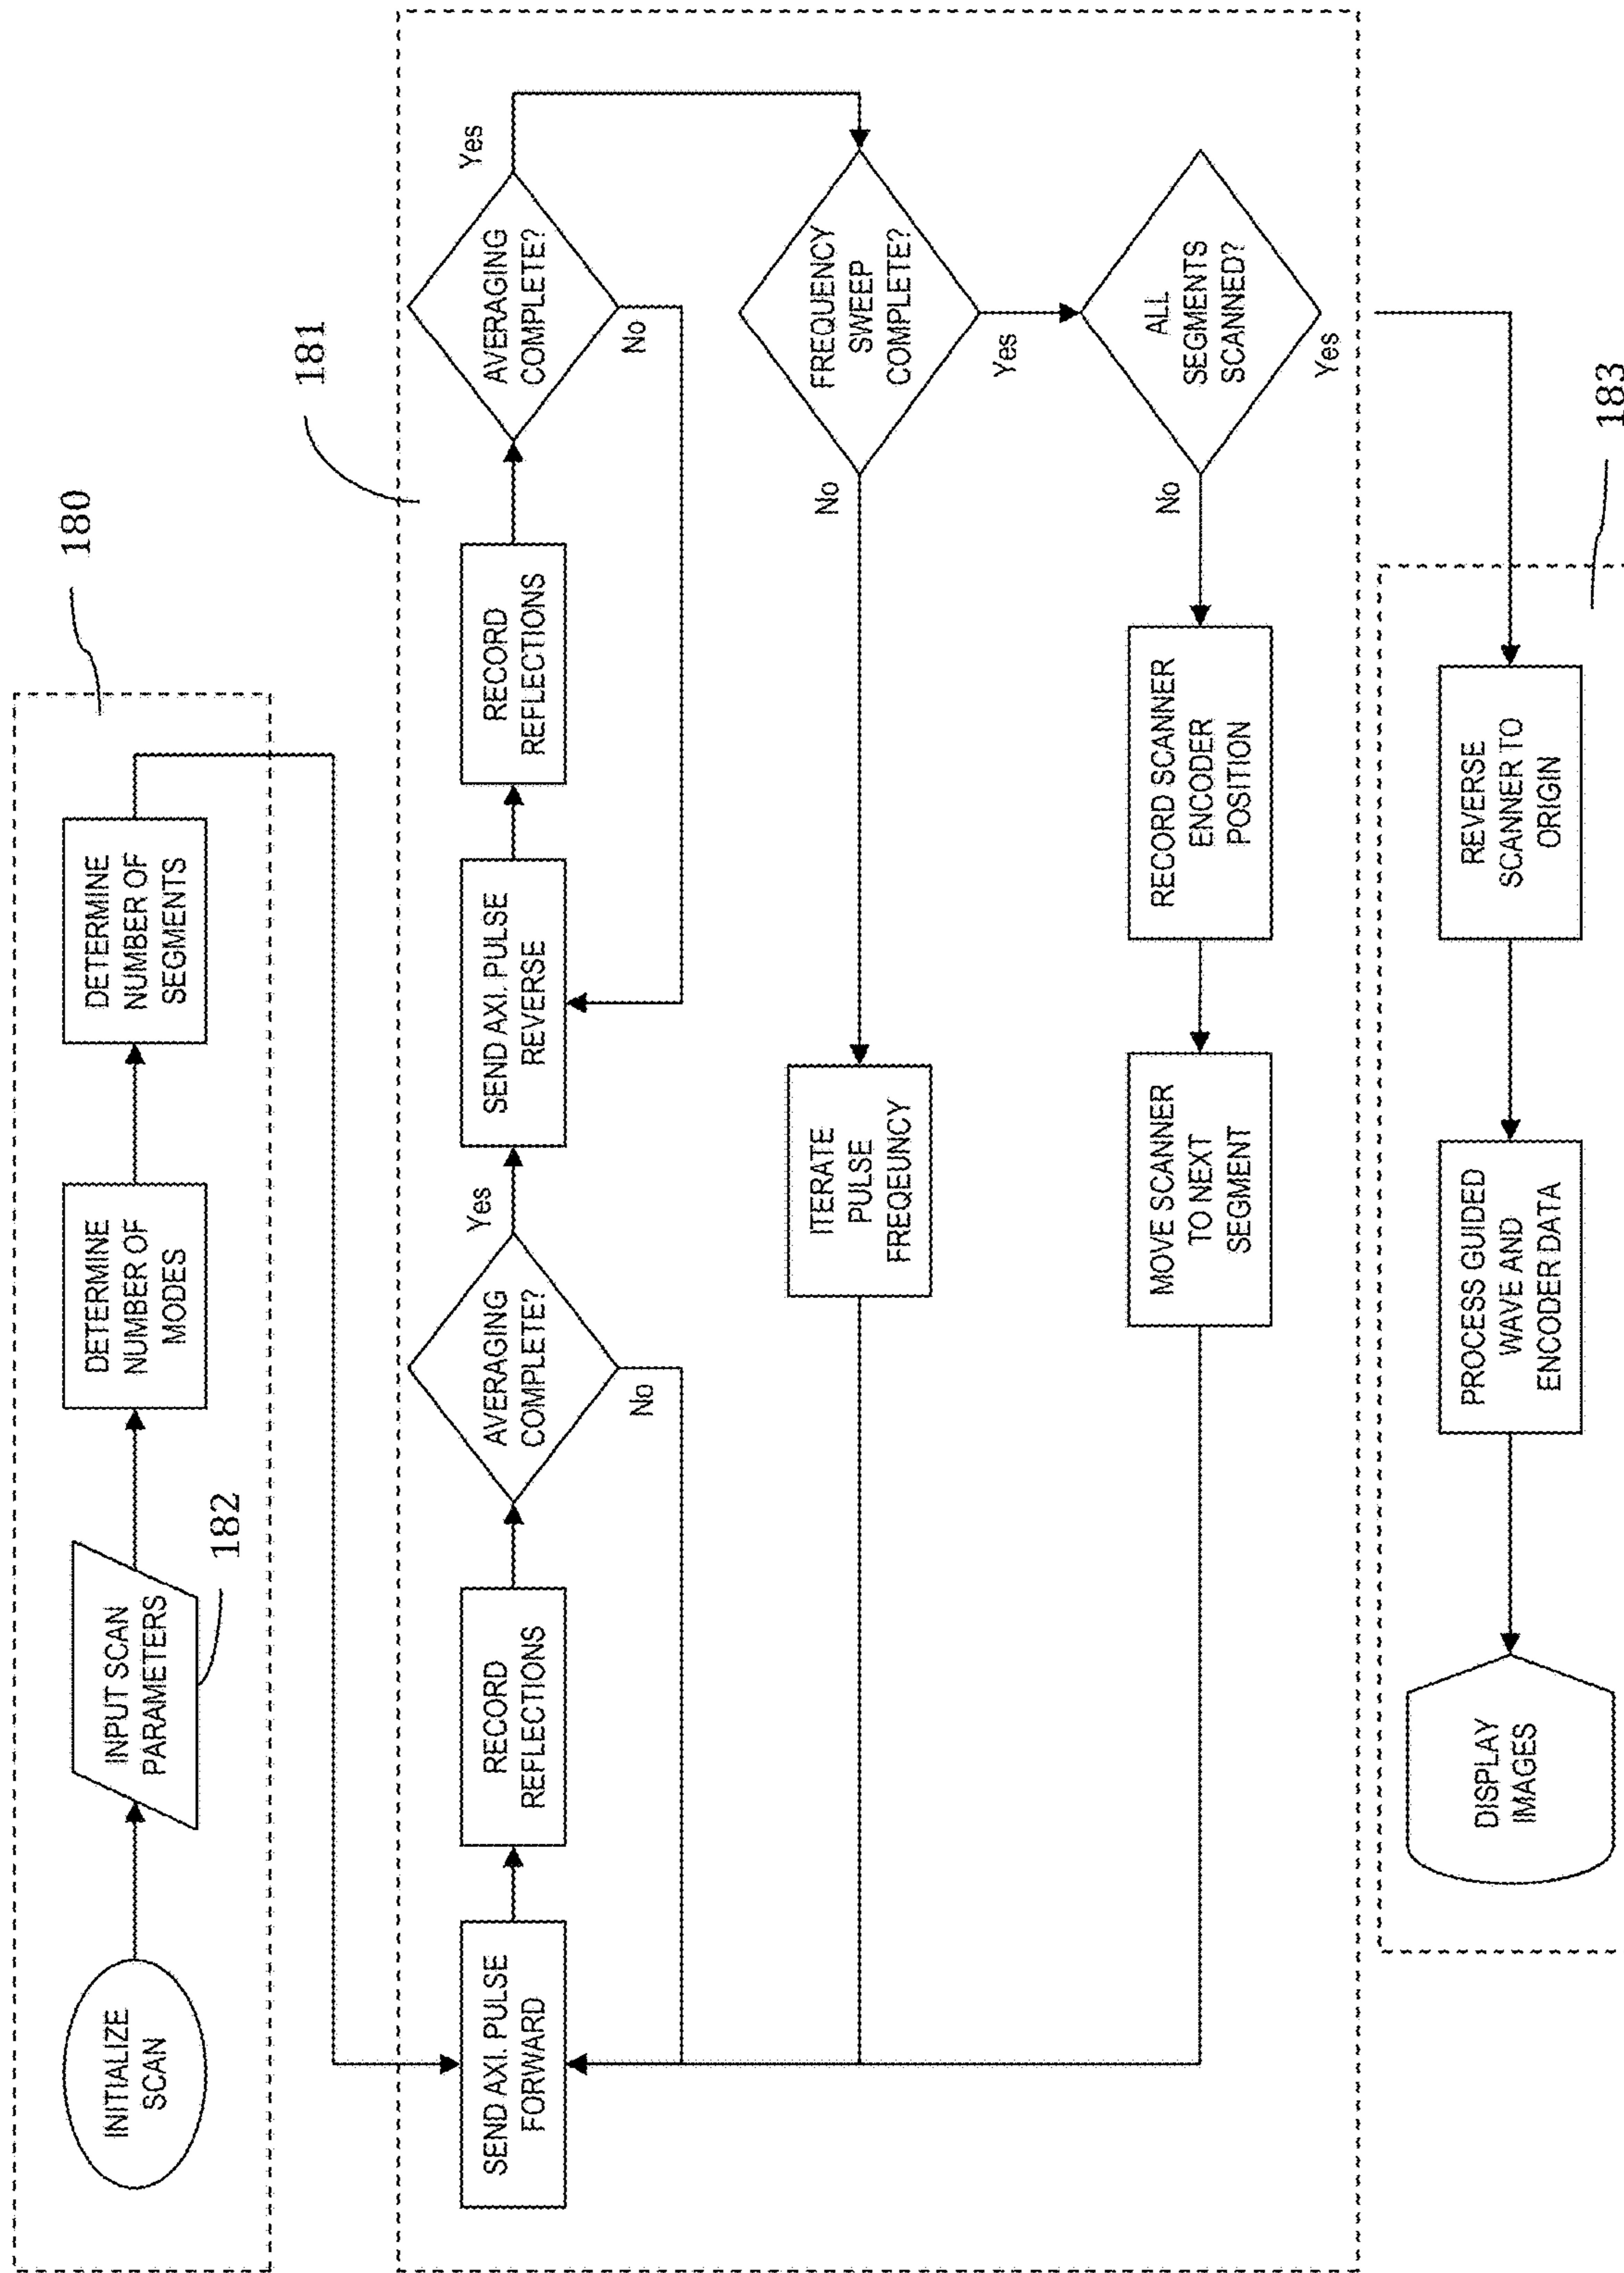 180
INITIALIZE
SCAN
INPUT SCAN
PARAMETERS
182
DETERMINE
NUMBER OF
MODES
DETERMINE
NUMBER OF
SEGMENTS
181
SEND AXI. PULSE
FORWARD
RECORD
REFLECTIONS
AVERAGING
COMPLETE?
Yes
No
SEND AXI. PULSE
REVERSE
RECORD
REFLECTIONS
AVERAGING
COMPLETE?
Yes
No
ITERATE
PULSE
FREQEUNCY
No
FREQUENCY
SWEEP
COMPLETE?
Yes
MOVE SCANNER
TO NEXT
SEGMENT
RECORD SCANNER
ENCODER
POSITION
No
ALL
SEGMENTS
SCANNED?
Yes
183
DISPLAY
IMAGES
PROCESS GUIDED
WAVE AND
ENCODER DATA
REVERSE
SCANNER TO
ORIGIN